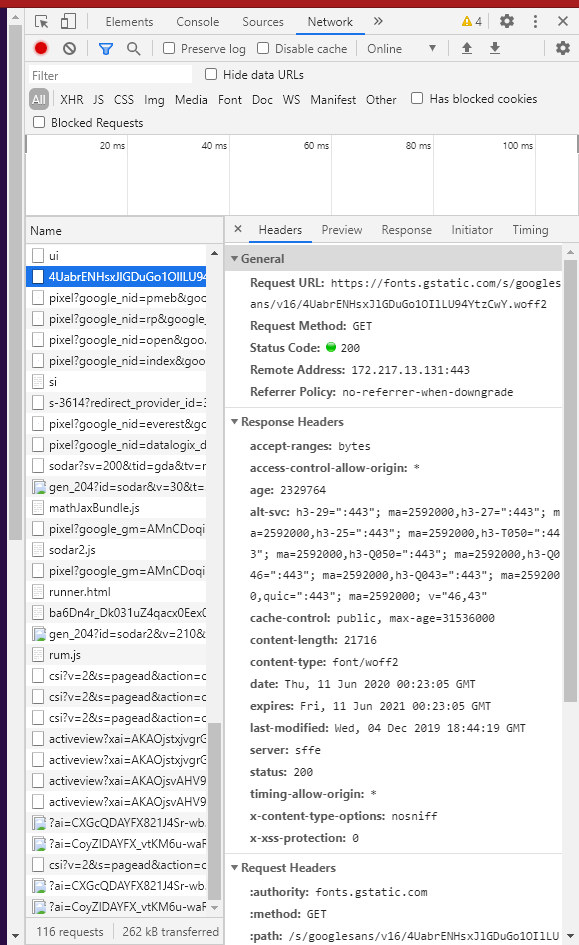 Elements Console Sources Network » 4
Preserve log Disable cache Online
Filter Hide data URLs
All XHR JS CSS Img Media Font Doc WS Manifest Other Has blocked cookies
Blocked Requests
20 ms 40 ms 60 ms 80 ms 100 ms
Name
ui
4UabrENHsxJlGDuGo1OIlLU94
pixel?google_nid=pmeb&goo
pixel?google_nid=rp&google_
pixel?google_nid=open&goo.
pixel?google_nid=index&goo
si
s-3614?redirect_provider_id=3
pixel?google_nid=everest&go
pixel?google_nid=datalogix_d
sodar?sv=200&tid=gda&tv=r
gen_204?id=sodar&v=30&t=
mathJaxBundle.js
pixel?google_gm=AMnCDoqi
sodar2.js
pixel?google_gm=AMnCDoqi
runner.html
ba6Dn4r_Dk031uZ4qacx0Eex0
gen_204?id=sodar2&v=210&
rum.js
csi?v=2&s=pagead&action=c
csi?v=2&s=pagead&action=c
csi?v=2&s=pagead&action=c
activeview?xai=AKAOjstxjvgrG
activeview?xai=AKAOjstxjvgrG
activeview?xai=AKAOjsvAHV9
activeview?xai=AKAOjsvAHV9
?ai=CXGcQDAYFX821J4Sr-wb.
?ai=CoyZIDAYFX_vtKM6u-waF
csi?v=2&s=pagead&action=c
?ai=CXGcQDAYFX821J4Sr-wb.
?ai=CoyZIDAYFX_vtKM6u-waF
116 requests 262 kB transferred
× Headers Preview Response Initiator Timing
General
Request URL: https://fonts.gstatic.com/s/googles
ans/v16/4UabrENHsxJlGDuGo1OIlLU94YtzCwY.woff2
Request Method: GET
Status Code: 200
Remote Address: 172.217.13.131:443
Referrer Policy: no-referrer-when-downgrade
Response Headers
accept-ranges: bytes
access-control-allow-origin: *
age: 2329764
alt-svc: h3-29=":443"; ma=2592000,h3-27=":443"; m
a=2592000,h3-25=":443"; ma=2592000,h3-T050=":44
3"; ma=2592000,h3-Q050=":443"; ma=2592000,h3-Q0
46=":443"; ma=2592000,h3-Q043=":443"; ma=259200
0,quic=":443"; ma=2592000; v="46,43"
cache-control: public, max-age=31536000
content-length: 21716
content-type: font/woff2
date: Thu, 11 Jun 2020 00:23:05 GMT
expires: Fri, 11 Jun 2021 00:23:05 GMT
last-modified: Wed, 04 Dec 2019 18:44:19 GMT
server: sffe
status: 200
timing-allow-origin: *
x-content-type-options: nosniff
x-xss-protection: 0
Request Headers
:authority: fonts.gstatic.com
:method: GET
:path: /s/googlesans/v16/4UabrENHsxJlGDuGo1OIlLU